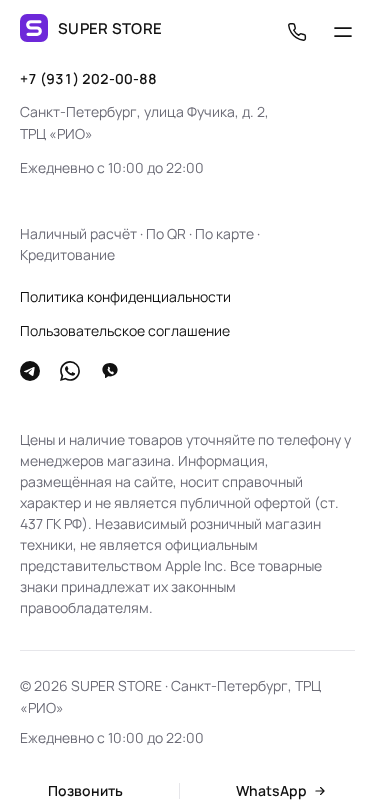 S SUPER STORE
+7 (931) 202-00-88
Санкт-Петербург, улица Фучика, д. 2,
ТРЦ «РИО»
Ежедневно с 10:00 до 22:00
Наличный расчёт · По QR · По карте ·
Кредитование
Политика конфиденциальности
Пользовательское соглашение
Цены и наличие товаров уточняйте по телефону у
менеджеров магазина. Информация,
размещённая на сайте, носит справочный
характер и не является публичной офертой (ст.
437 ГК РФ). Независимый розничный магазин
техники, не является официальным
представительством Apple Inc. Все товарные
знаки принадлежат их законным
правообладателям.
© 2026 SUPER STORE · Санкт-Петербург, ТРЦ
«РИО»
Ежедневно с 10:00 до 22:00
Позвонить WhatsApp →